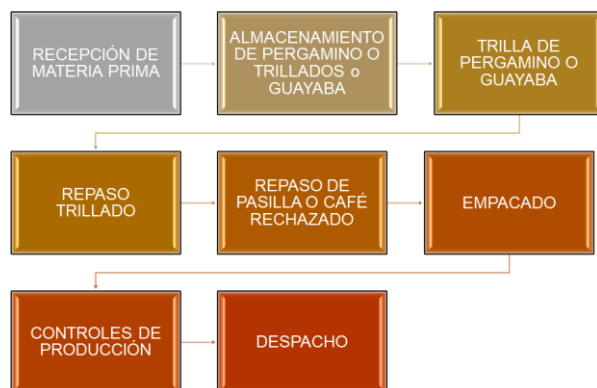 RECEPCIÓN DE
MATERIA PRIMA
ALMACENAMIENTO
DE PERGAMINO O
TRILLADOS o
GUAYABA
TRILLA DE
PERGAMINO O
GUAYABA
REPASO
TRILLADO
REPASO DE
PASILLA O CAFÉ
RECHAZADO
EMPACADO
CONTROLES DE
PRODUCCIÓN
DESPACHO